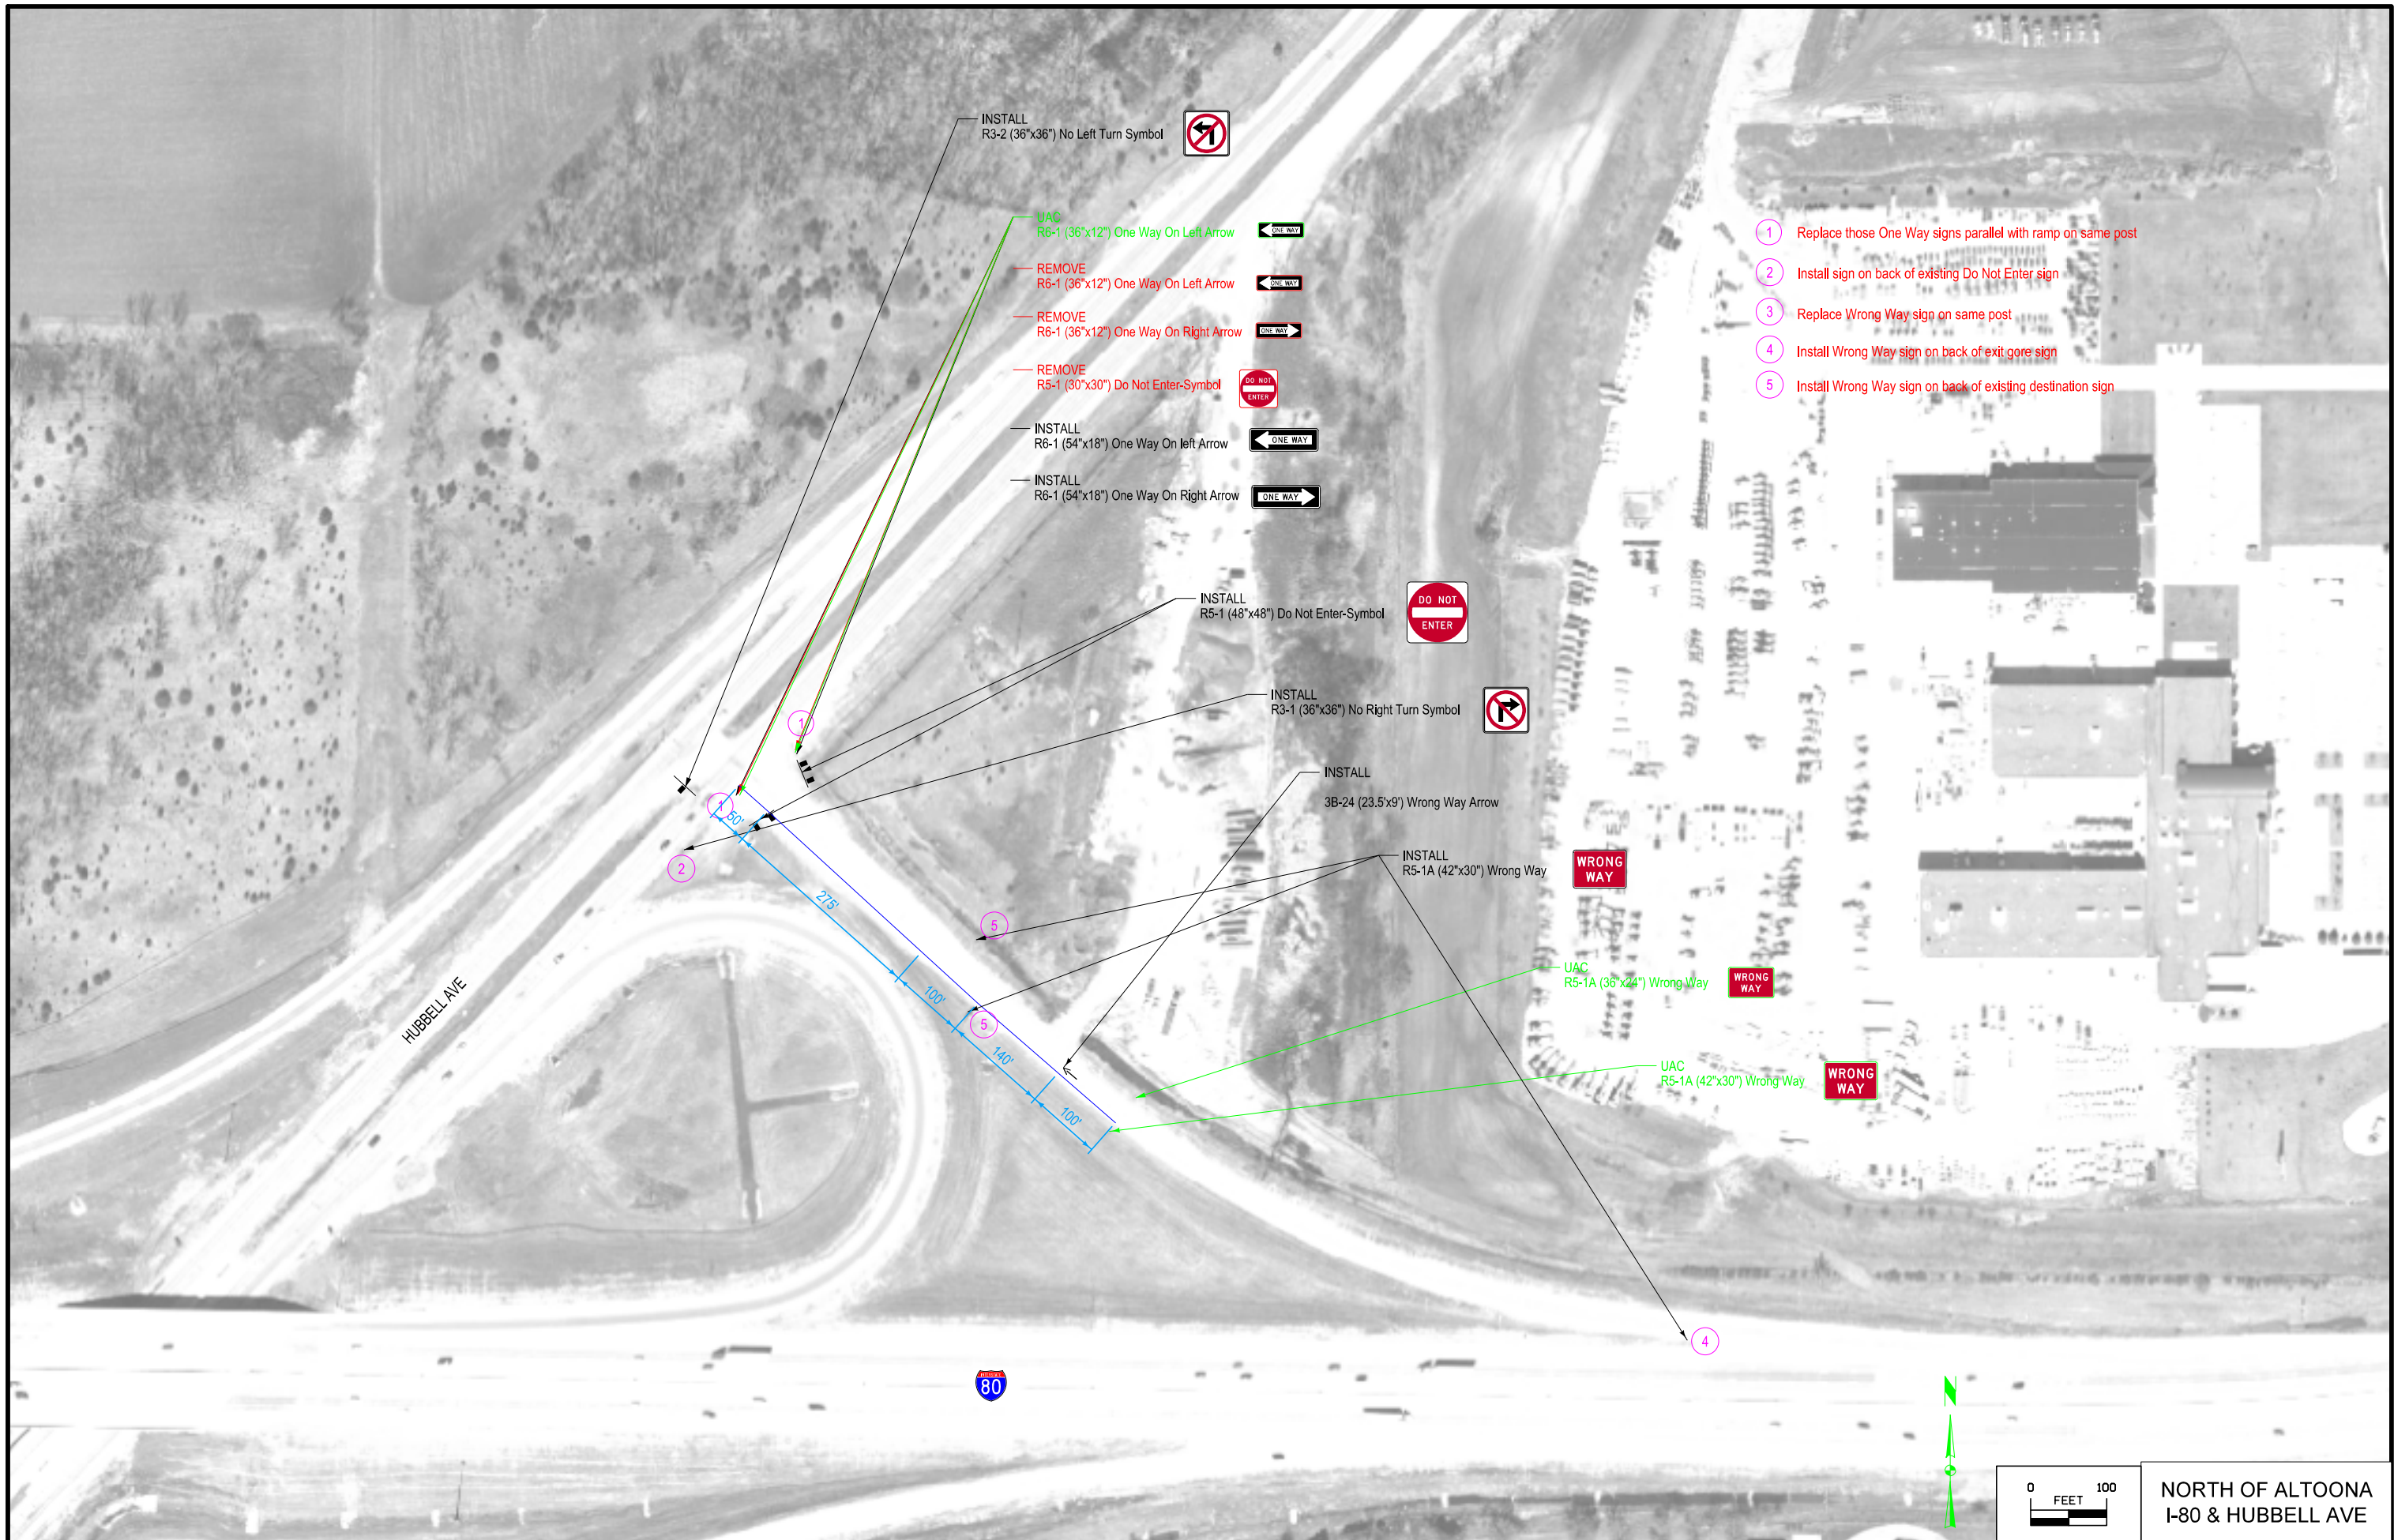 INSTALL
R3-2 (36"x36") No Left Turn Symbol
UAC
R6-1 (36"x12") One Way On Left Arrow
ONE WAY
REMOVE
R6-1 (36"x12") One Way On Left Arrow
ONE WAY
REMOVE
R6-1 (36"x12") One Way On Right Arrow
ONE WAY
REMOVE
R5-1 (30"x30") Do Not Enter-Symbol
DO NOT
ENTER
INSTALL
R6-1 (54"x18") One Way On left Arrow
ONE WAY
INSTALL
R6-1 (54"x18") One Way On Right Arrow
ONE WAY
1 Replace those One Way signs parallel with ramp on same post
2 Install sign on back of existing Do Not Enter sign
3 Replace Wrong Way sign on same post
4 Install Wrong Way sign on back of exit gore sign
5 Install Wrong Way sign on back of existing destination sign
INSTALL
R5-1 (48"x48") Do Not Enter-Symbol
DO NOT
ENTER
INSTALL
R3-1 (36"x36") No Right Turn Symbol
INSTALL
3B-24 (23.5'x9') Wrong Way Arrow
INSTALL
R5-1A (42"x30") Wrong Way
WRONG
WAY
UAC
R5-1A (36"x24") Wrong Way
WRONG
WAY
UAC
R5-1A (42"x30") Wrong Way
WRONG
WAY
1
1
50'
2
275'
5
100'
5
140'
100'
4
HUBBELL AVE
80
N
0 100
FEET
NORTH OF ALTOONA
I-80 & HUBBELL AVE